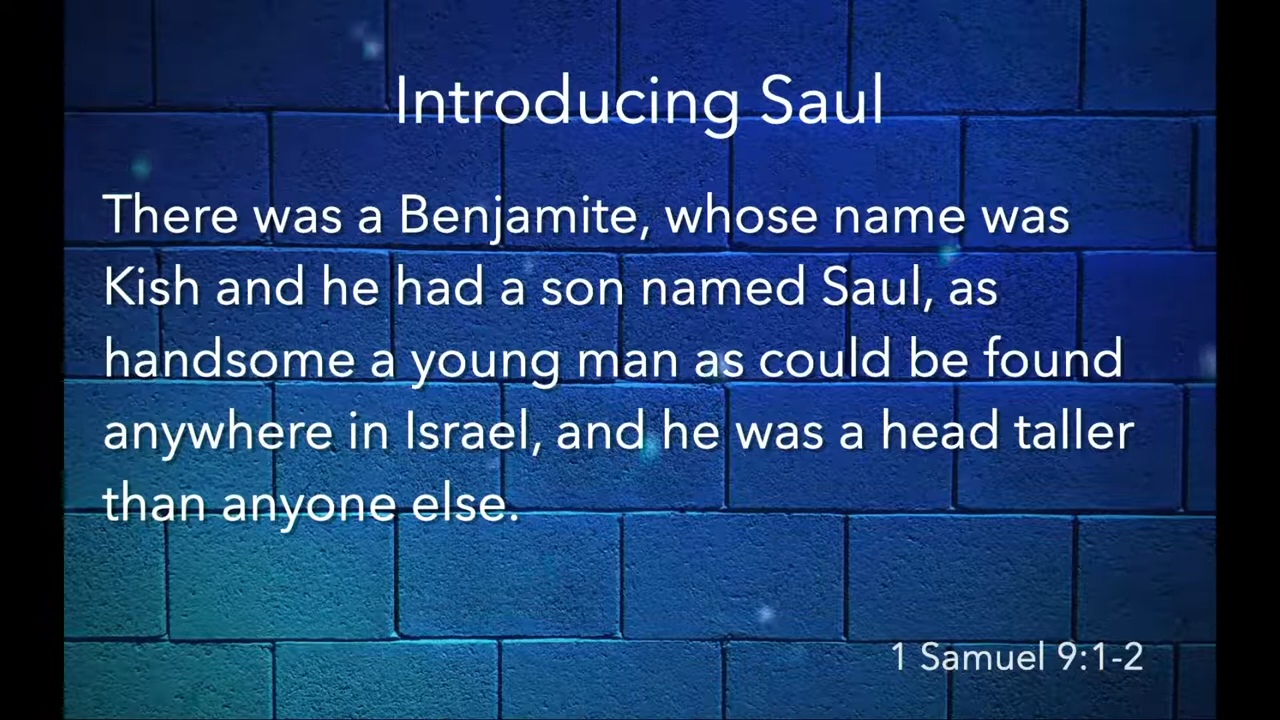 Introducing Saul
There was a Benjamite, whose name was
Kish and he had a son named Saul, as
handsome a young man as could be found
anywhere in Israel, and he was a head taller
than anyone else.
1 Samuel 9:1-2